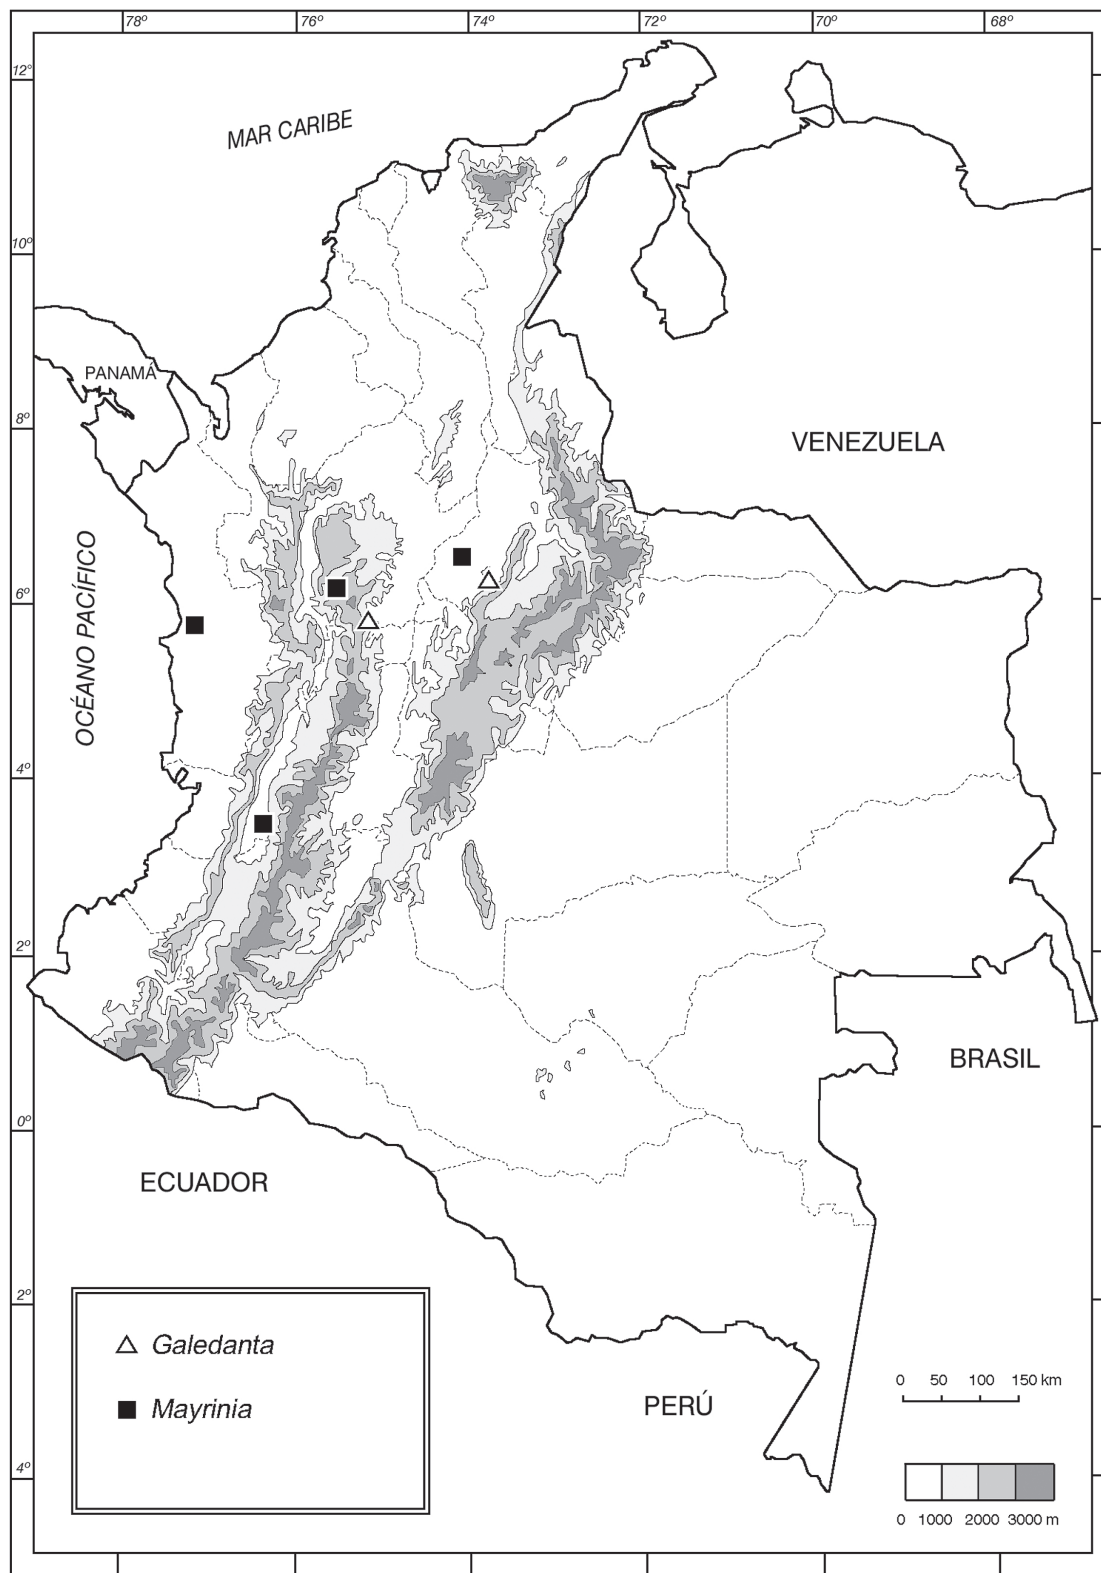 78º 76º 74º 72º 70º 68º
12º
MAR CARIBE
10º
PANAMÁ
8º
VENEZUELA
OCÉANO PACÍFICO
6º
4º
2º
BRASIL
0º
ECUADOR
2º
Galedanta
0 50 100 150 km
Mayrinia
PERÚ
4º
0 1000 2000 3000 m